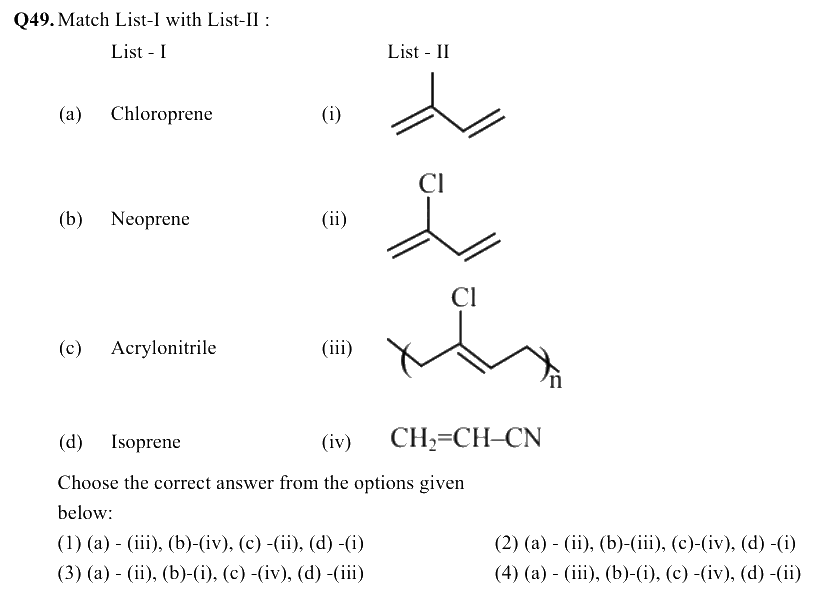 Q49. Match List-I with List-II :
List - I List - II
(a) Chloroprene (i)
Cl
(b) Neoprene (ii)
Cl
(c) Acrylonitrile (iii)
n
(d) Isoprene (iv) CH₂=CH–CN
Choose the correct answer from the options given
below:
(1) (a) - (iii), (b)-(iv), (c) -(ii), (d) -(i) (2) (a) - (ii), (b)-(iii), (c)-(iv), (d) -(i)
(3) (a) - (ii), (b)-(i), (c) -(iv), (d) -(iii) (4) (a) - (iii), (b)-(i), (c) -(iv), (d) -(ii)